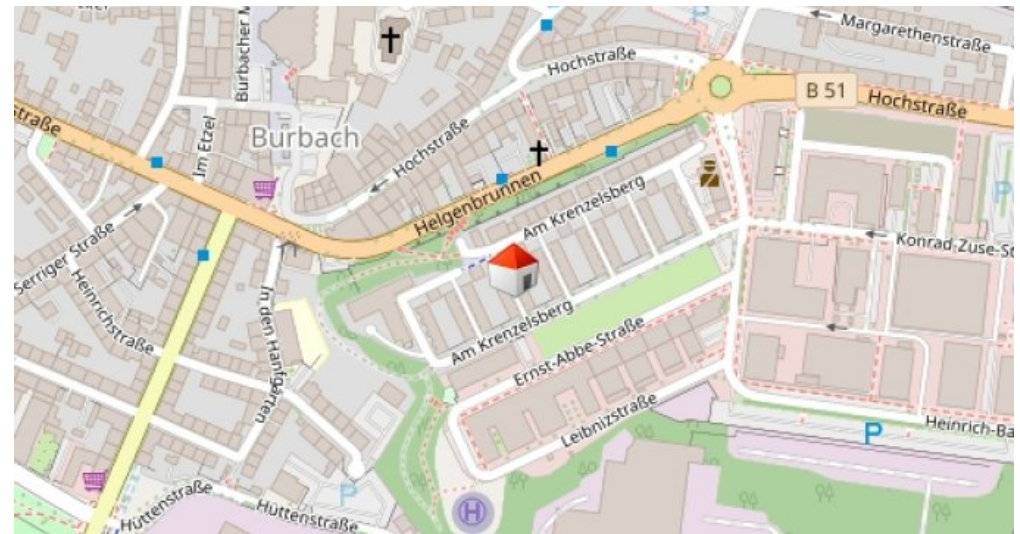 Burbacher M
Margarethenstraße
Hochstraße
B 51
Hochstraße
straße
Im Etzel
Burbach
Hochstraße
Helgenbrunnen
Am Krenzelsberg
Serriger Straße
Konrad-Zuse-St
Heinrichstraße
In den Hanfgärten
Am Krenzelsberg
Ernst-Abbe-Straße
Leibnizstraße
P
Heinrich-Ba
P
Hüttenstraße
Hüttenstraße
H
P
P